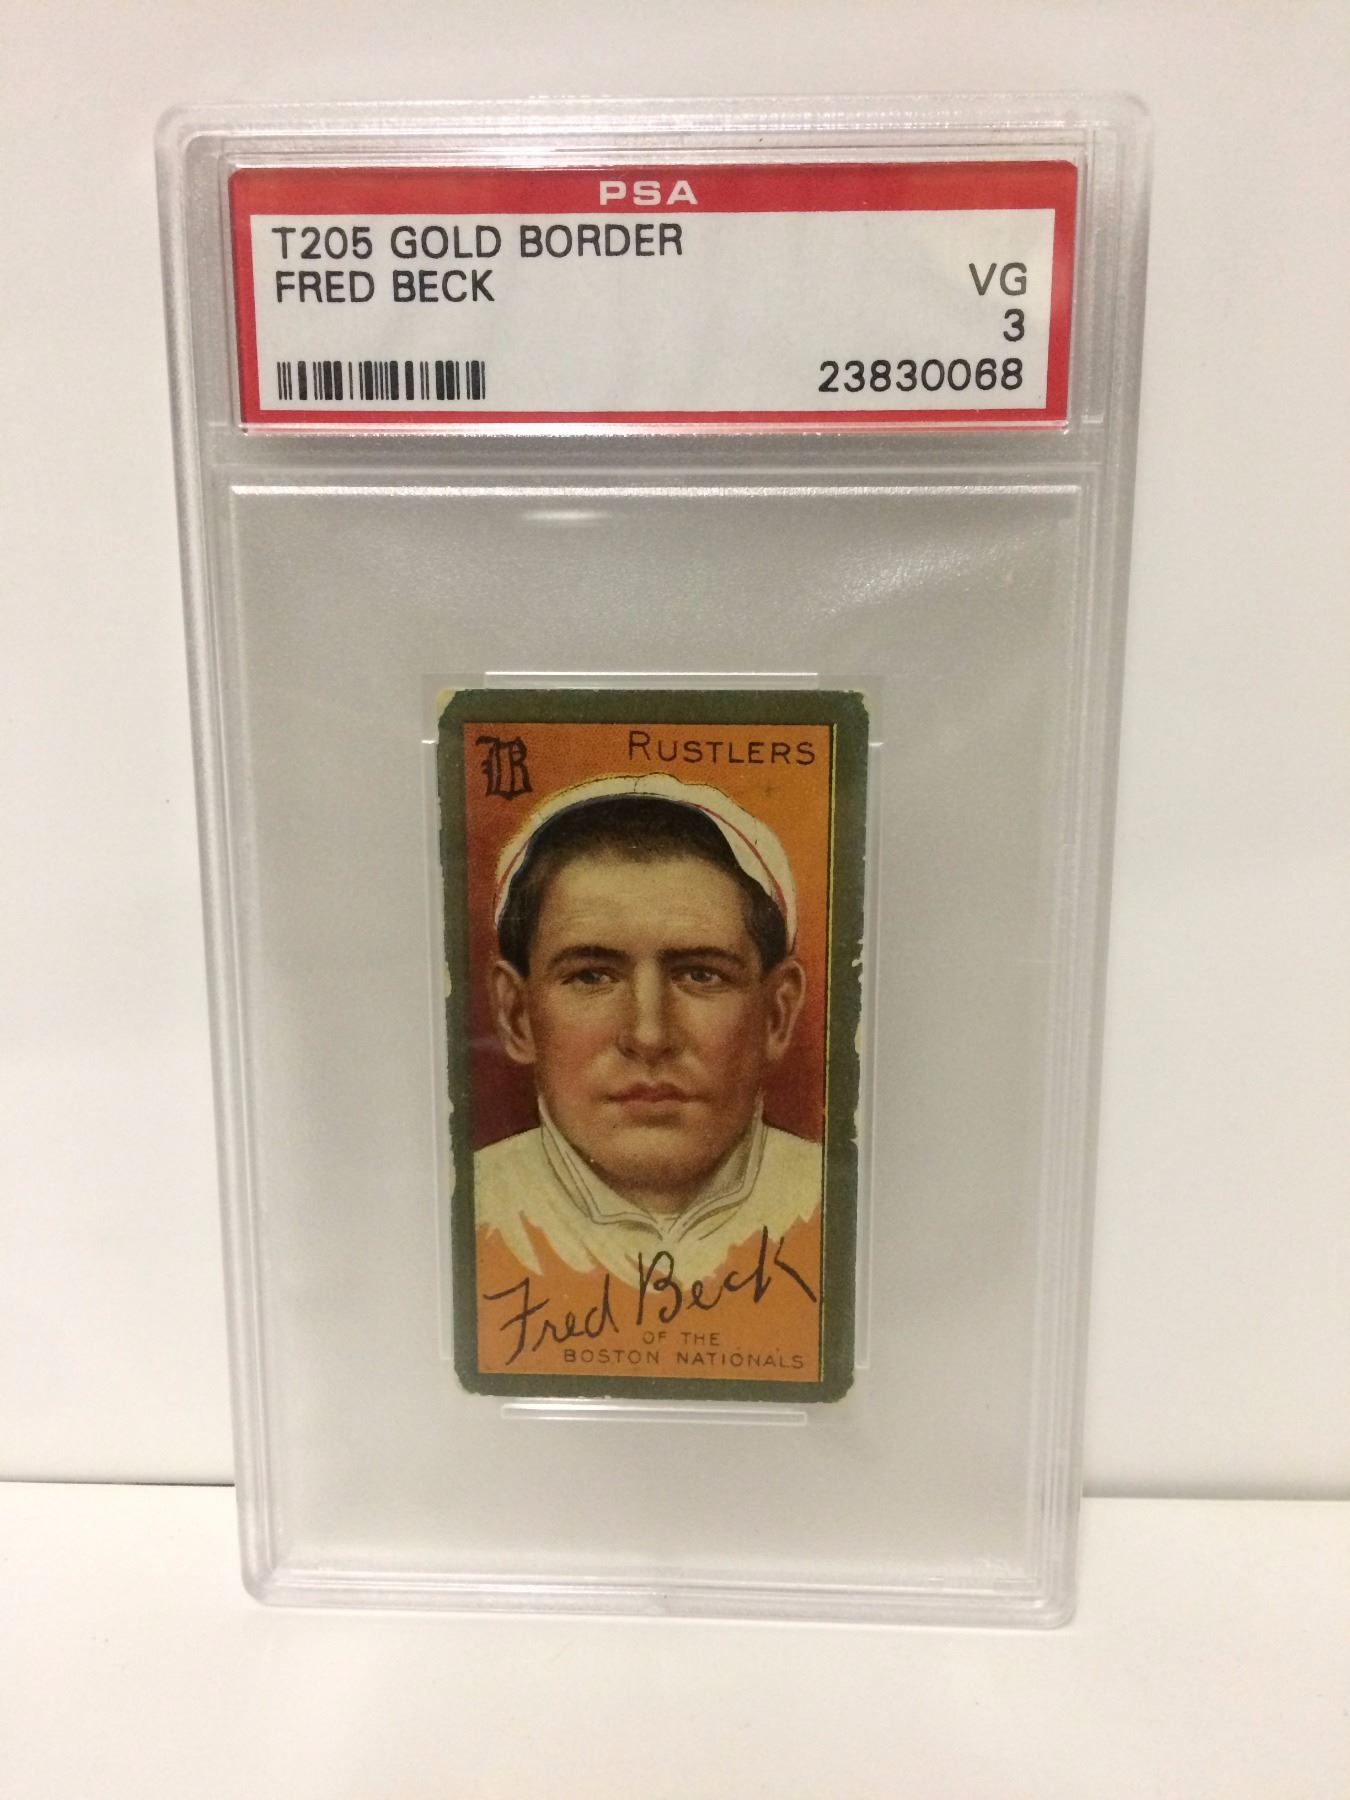 PSA
T205 GOLD BORDER
FRED BECK
VG
3
23830068
B
RUSTLERS
Fred Beck
OF THE
BOSTON NATIONALS